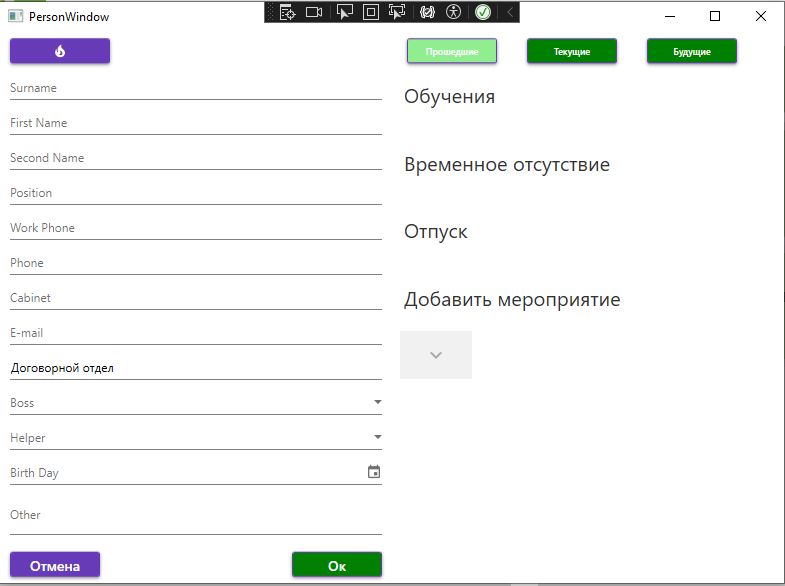 PersonWindow
Прошедшие
Текущие
Будущие
Surname
First Name
Second Name
Position
Work Phone
Phone
Cabinet
E-mail
Договорной отдел
Boss
Helper
Birth Day
Other
Отмена
Ок
Обучения
Временное отсутствие
Отпуск
Добавить мероприятие